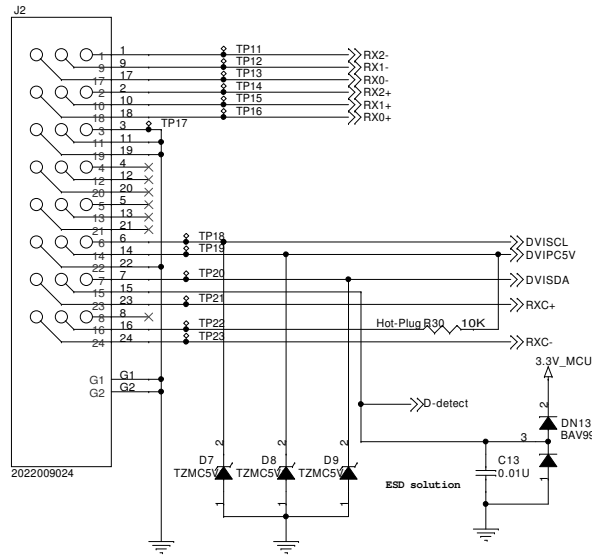 J2
1 1 TP11 RX2-
9 9 TP12 RX1-
17 17 TP13 RX0-
2 2 TP14 RX2+
10 10 TP15 RX1+
18 18 TP16 RX0+
3 3 TP17
11 11
19 19
4 4
12 12
20 20
5 5
13 13
21 21
6 6 TP18 DVISCL
14 14 TP19 DVIPC5V
22 22
7 7 TP20 DVISDA
15 15
23 23 TP21 RXC+
8 8
16 16 TP22 Hot-Plug R30 10K
24 24 TP23 RXC-
3.3V_MCU
G1 G1
G2 G2
D-detect
2
DN13
BAV99
3
1
2 2 2
D7 D8 D9
TZMC5V TZMC5V TZMC5V
C13
0.01U
2022009024
ESD solution
1 1 1